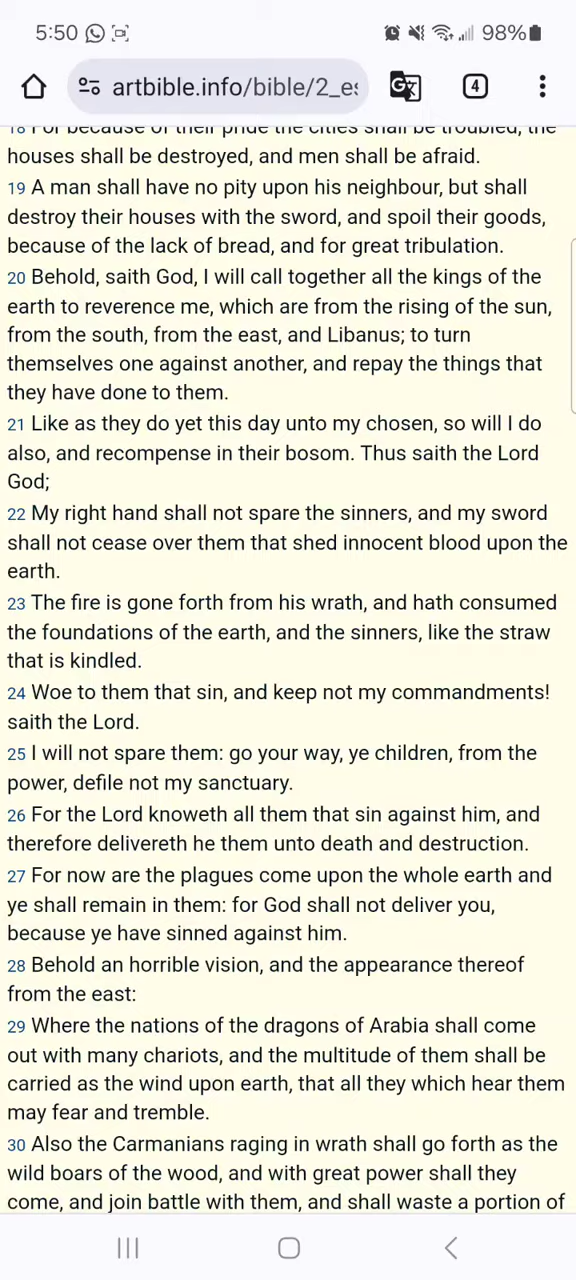 5:50 98%
artbible.info/bible/2_es 4
18 For because of their pride the cities shall be troubled, the
houses shall be destroyed, and men shall be afraid.
19 A man shall have no pity upon his neighbour, but shall
destroy their houses with the sword, and spoil their goods,
because of the lack of bread, and for great tribulation.
20 Behold, saith God, I will call together all the kings of the
earth to reverence me, which are from the rising of the sun,
from the south, from the east, and Libanus; to turn
themselves one against another, and repay the things that
they have done to them.
21 Like as they do yet this day unto my chosen, so will I do
also, and recompense in their bosom. Thus saith the Lord
God;
22 My right hand shall not spare the sinners, and my sword
shall not cease over them that shed innocent blood upon the
earth.
23 The fire is gone forth from his wrath, and hath consumed
the foundations of the earth, and the sinners, like the straw
that is kindled.
24 Woe to them that sin, and keep not my commandments!
saith the Lord.
25 I will not spare them: go your way, ye children, from the
power, defile not my sanctuary.
26 For the Lord knoweth all them that sin against him, and
therefore delivereth he them unto death and destruction.
27 For now are the plagues come upon the whole earth and
ye shall remain in them: for God shall not deliver you,
because ye have sinned against him.
28 Behold an horrible vision, and the appearance thereof
from the east:
29 Where the nations of the dragons of Arabia shall come
out with many chariots, and the multitude of them shall be
carried as the wind upon earth, that all they which hear them
may fear and tremble.
30 Also the Carmanians raging in wrath shall go forth as the
wild boars of the wood, and with great power shall they
come, and join battle with them, and shall waste a portion of